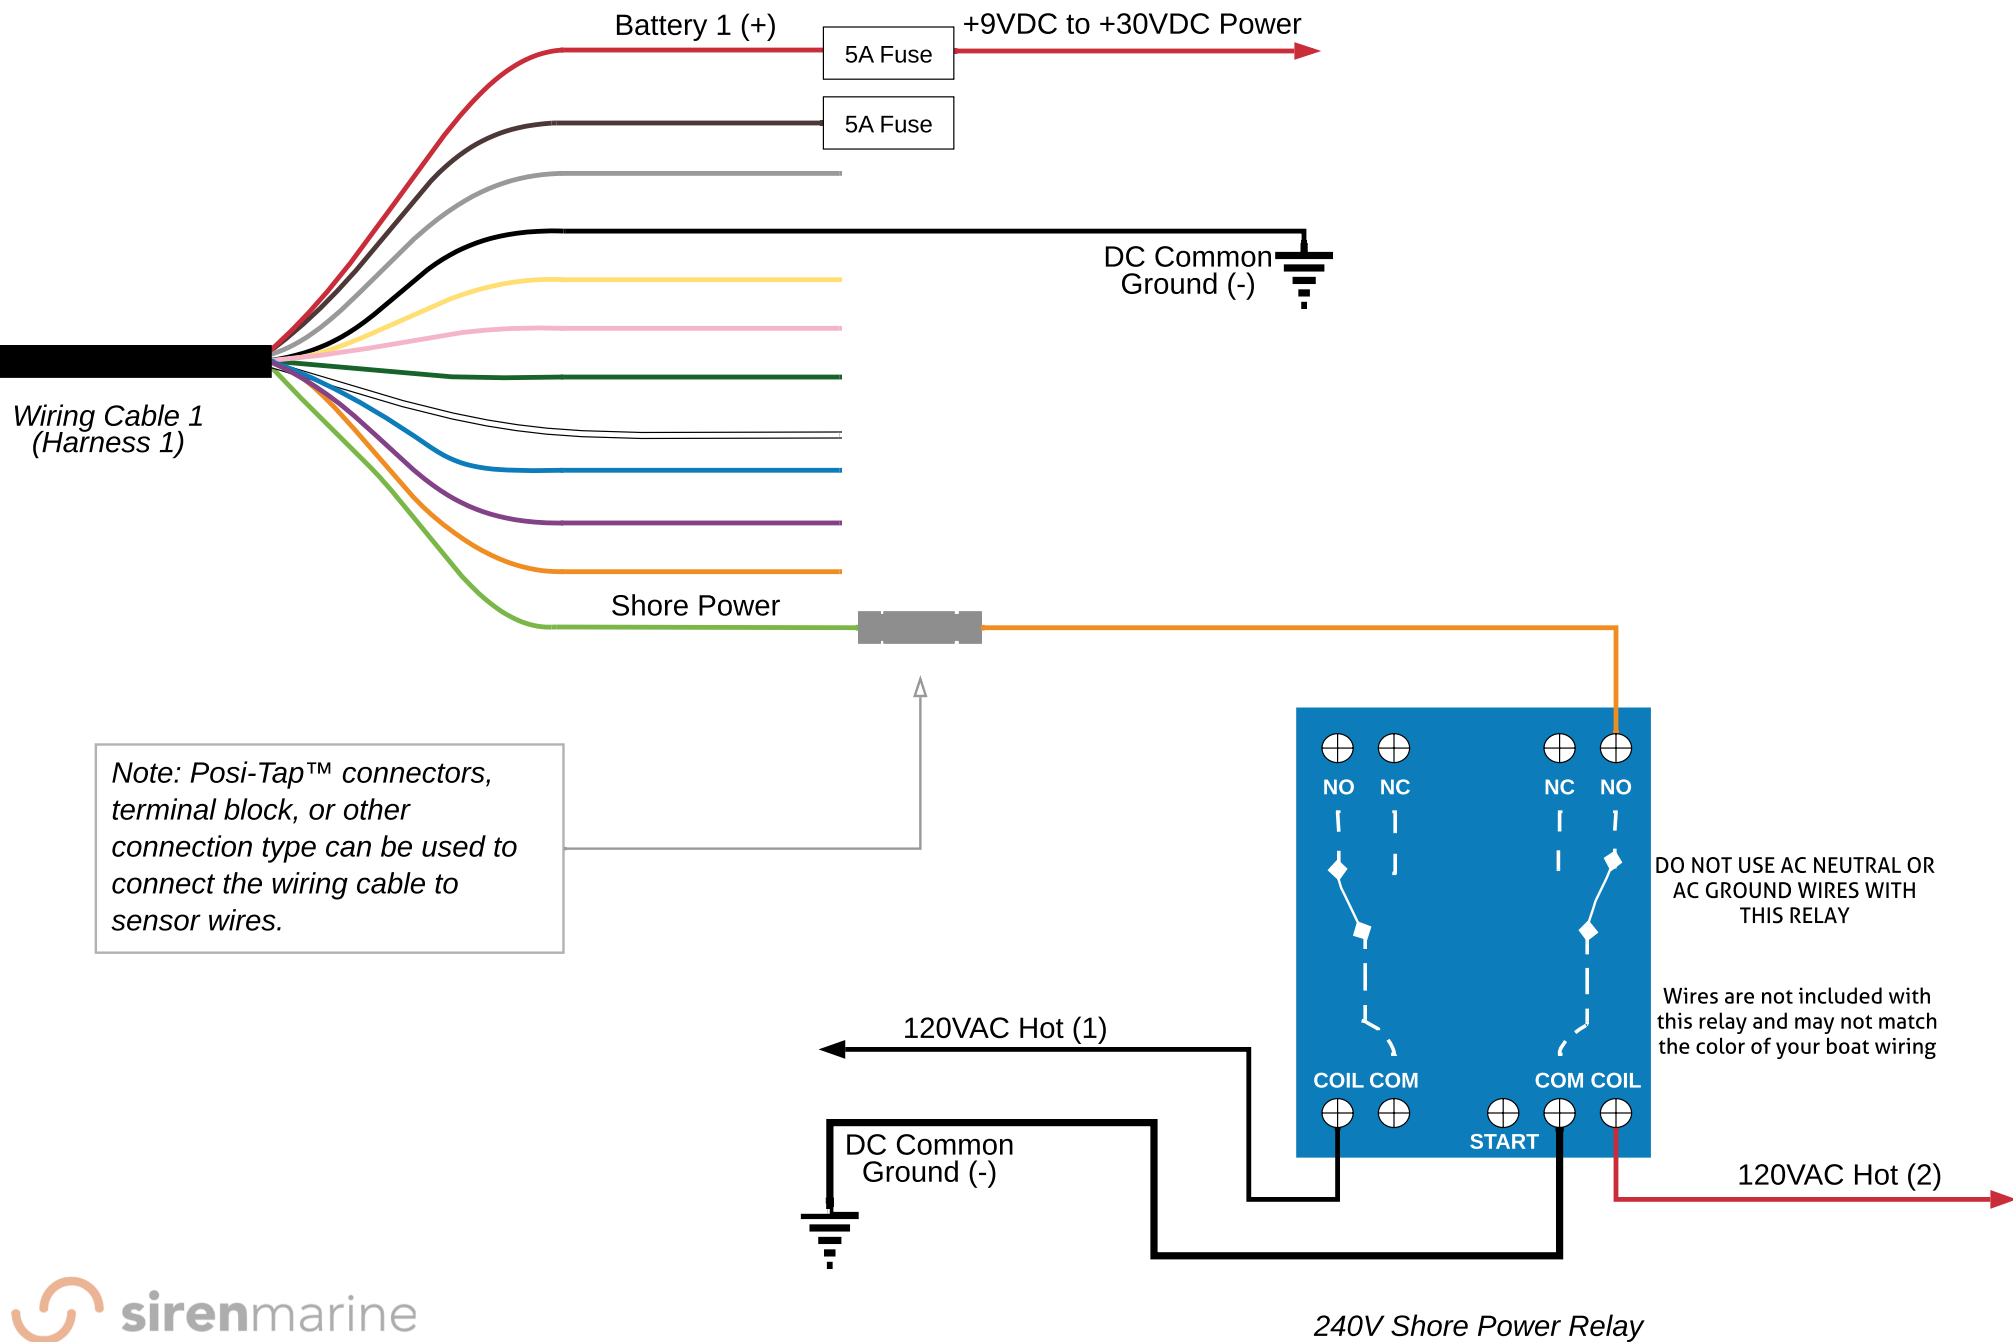 Battery 1 (+)
5A Fuse
+9VDC to +30VDC Power
5A Fuse
DC Common
Ground (-)
Wiring Cable 1
(Harness 1)
Shore Power
Note: Posi-Tap™ connectors,
terminal block, or other
connection type can be used to
connect the wiring cable to
sensor wires.
NO NC NC NO
DO NOT USE AC NEUTRAL OR
AC GROUND WIRES WITH
THIS RELAY
Wires are not included with
this relay and may not match
the color of your boat wiring
120VAC Hot (1)
COIL COM COM COIL
START
DC Common
Ground (-)
120VAC Hot (2)
sirenmarine
240V Shore Power Relay